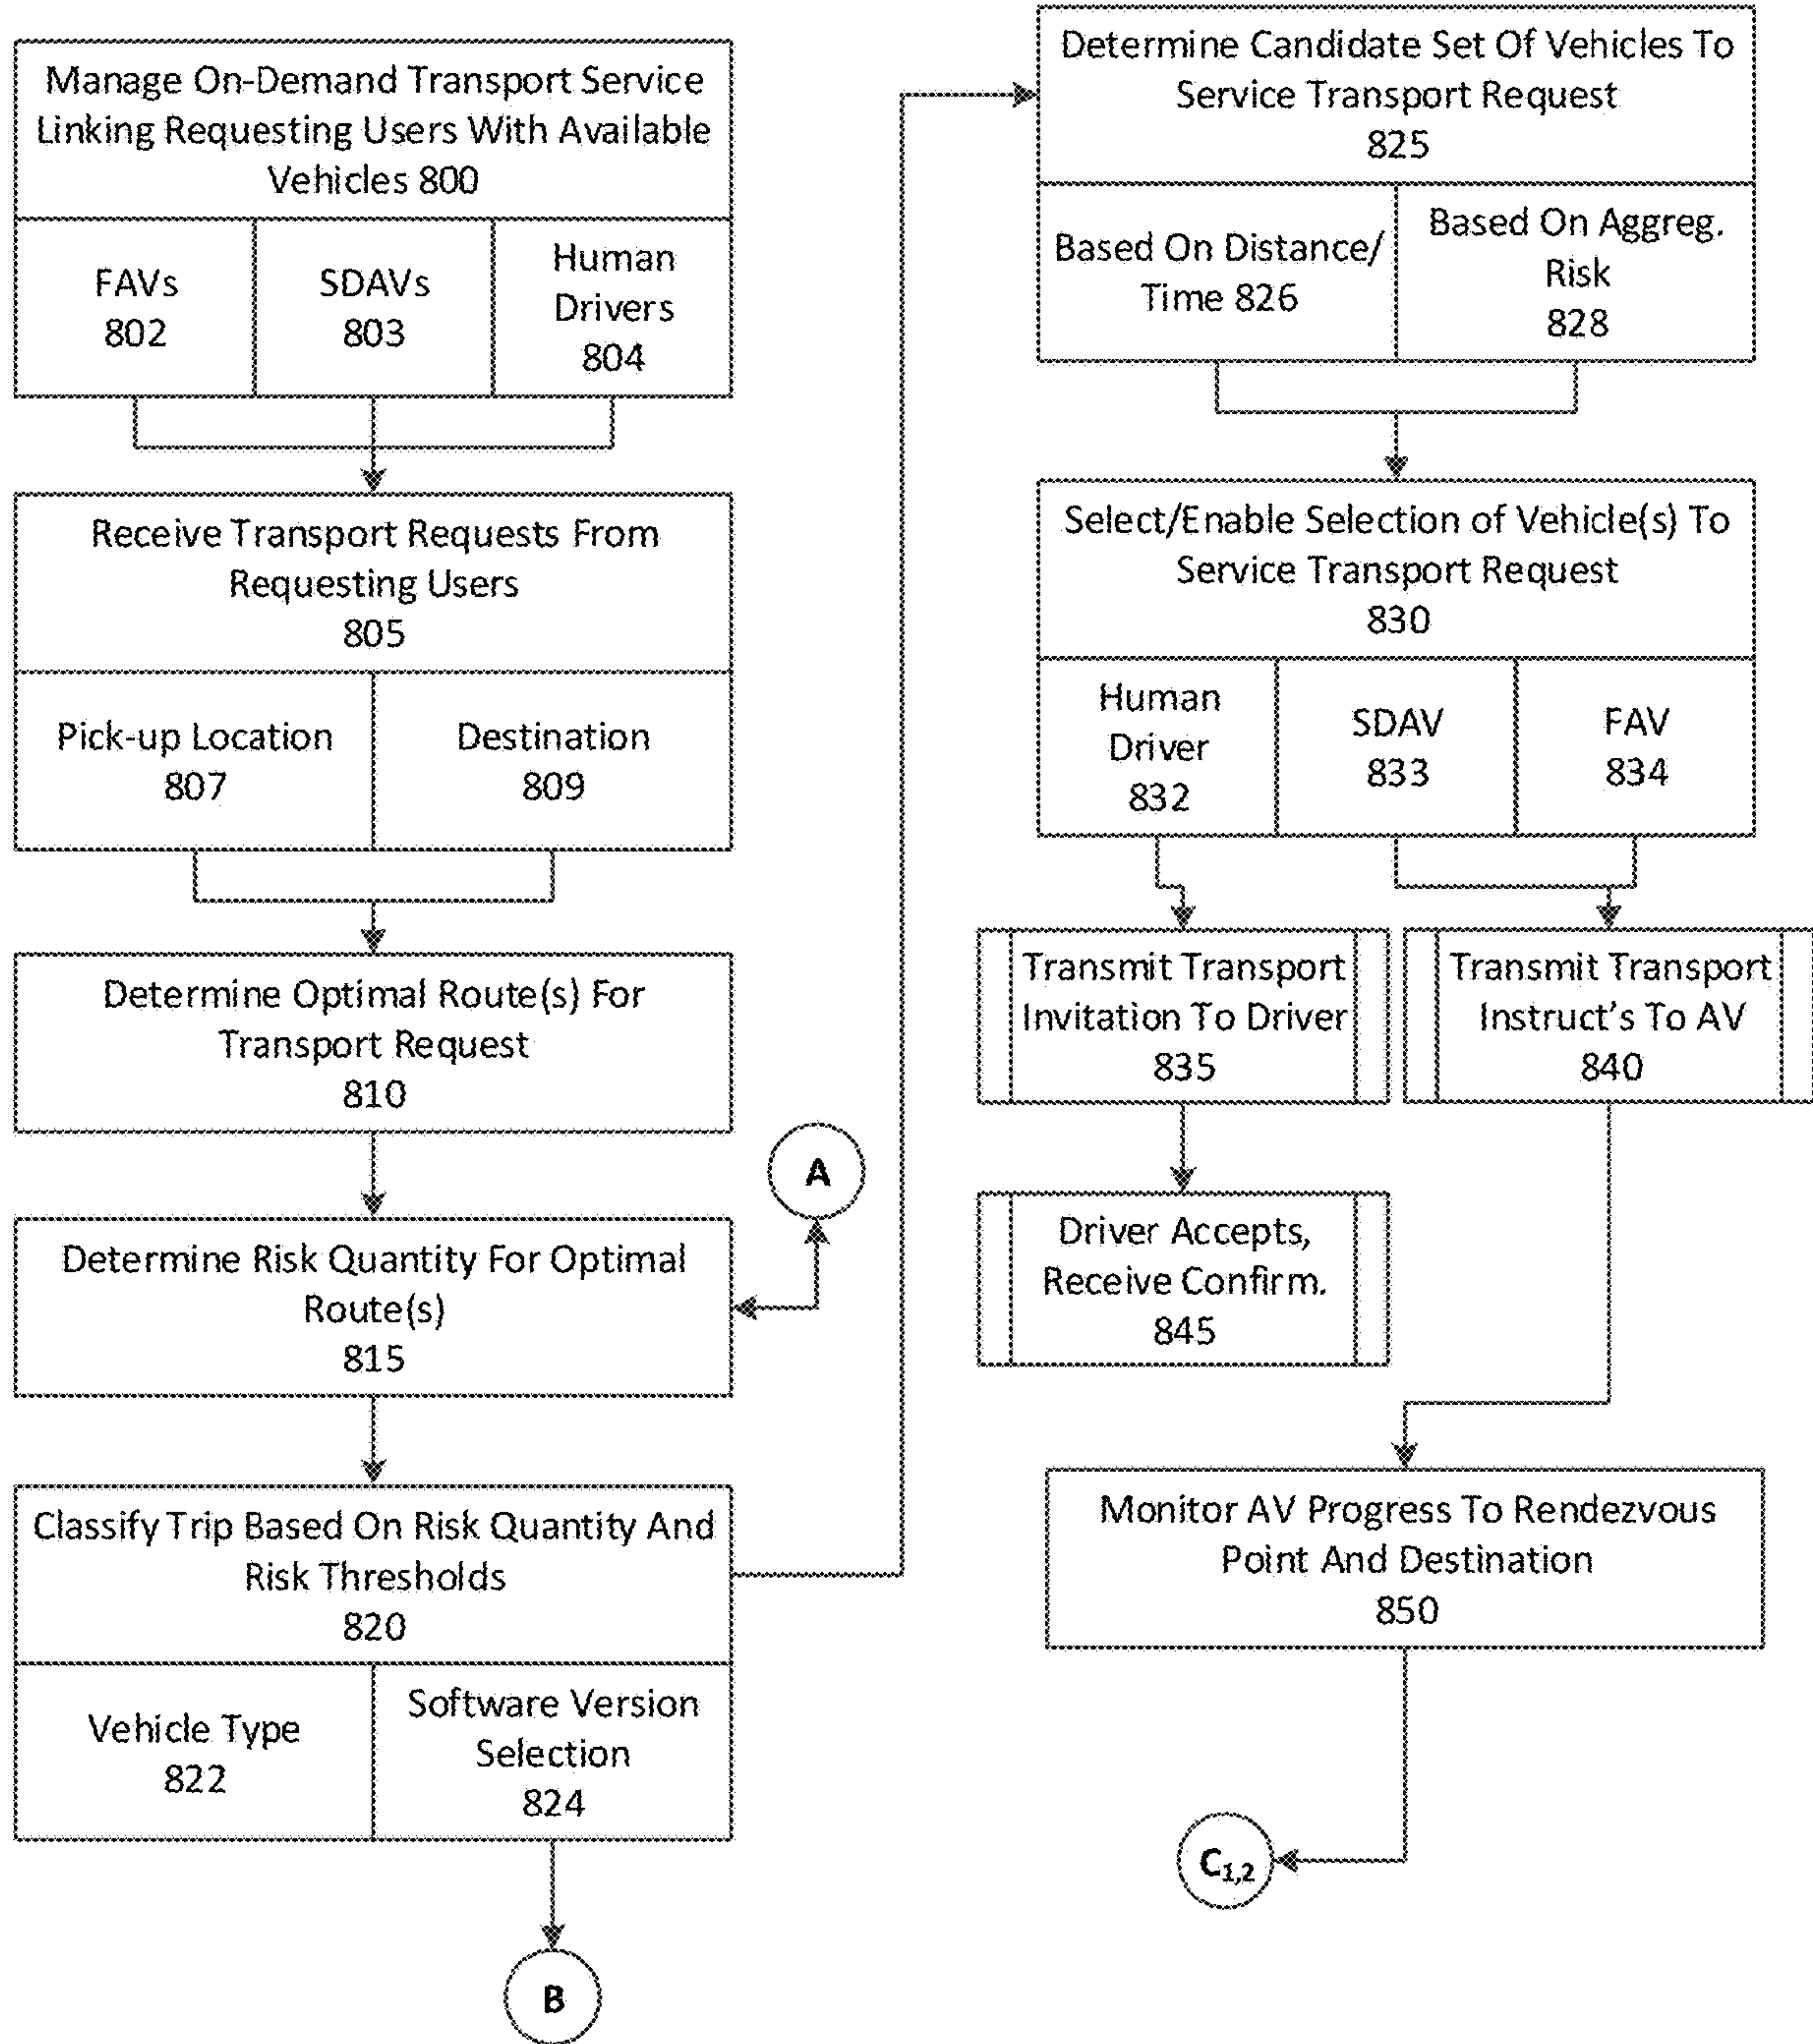 Manage On-Demand Transport Service
Linking Requesting Users With Available
Vehicles 800
FAVs
802
SDAVs
803
Human
Drivers
804
Receive Transport Requests From
Requesting Users
805
Pick-up Location
807
Destination
809
Determine Optimal Route(s) For
Transport Request
810
A
Determine Risk Quantity For Optimal
Route(s)
815
Classify Trip Based On Risk Quantity And
Risk Thresholds
820
Vehicle Type
822
Software Version
Selection
824
B
Determine Candidate Set Of Vehicles To
Service Transport Request
825
Based On Distance/
Time 826
Based On Aggreg.
Risk
828
Select/Enable Selection of Vehicle(s) To
Service Transport Request
830
Human
Driver
832
SDAV
833
FAV
834
Transmit Transport
Invitation To Driver
835
Transmit Transport
Instruct's To AV
840
Driver Accepts,
Receive Confirm.
845
Monitor AV Progress To Rendezvous
Point And Destination
850
C1,2